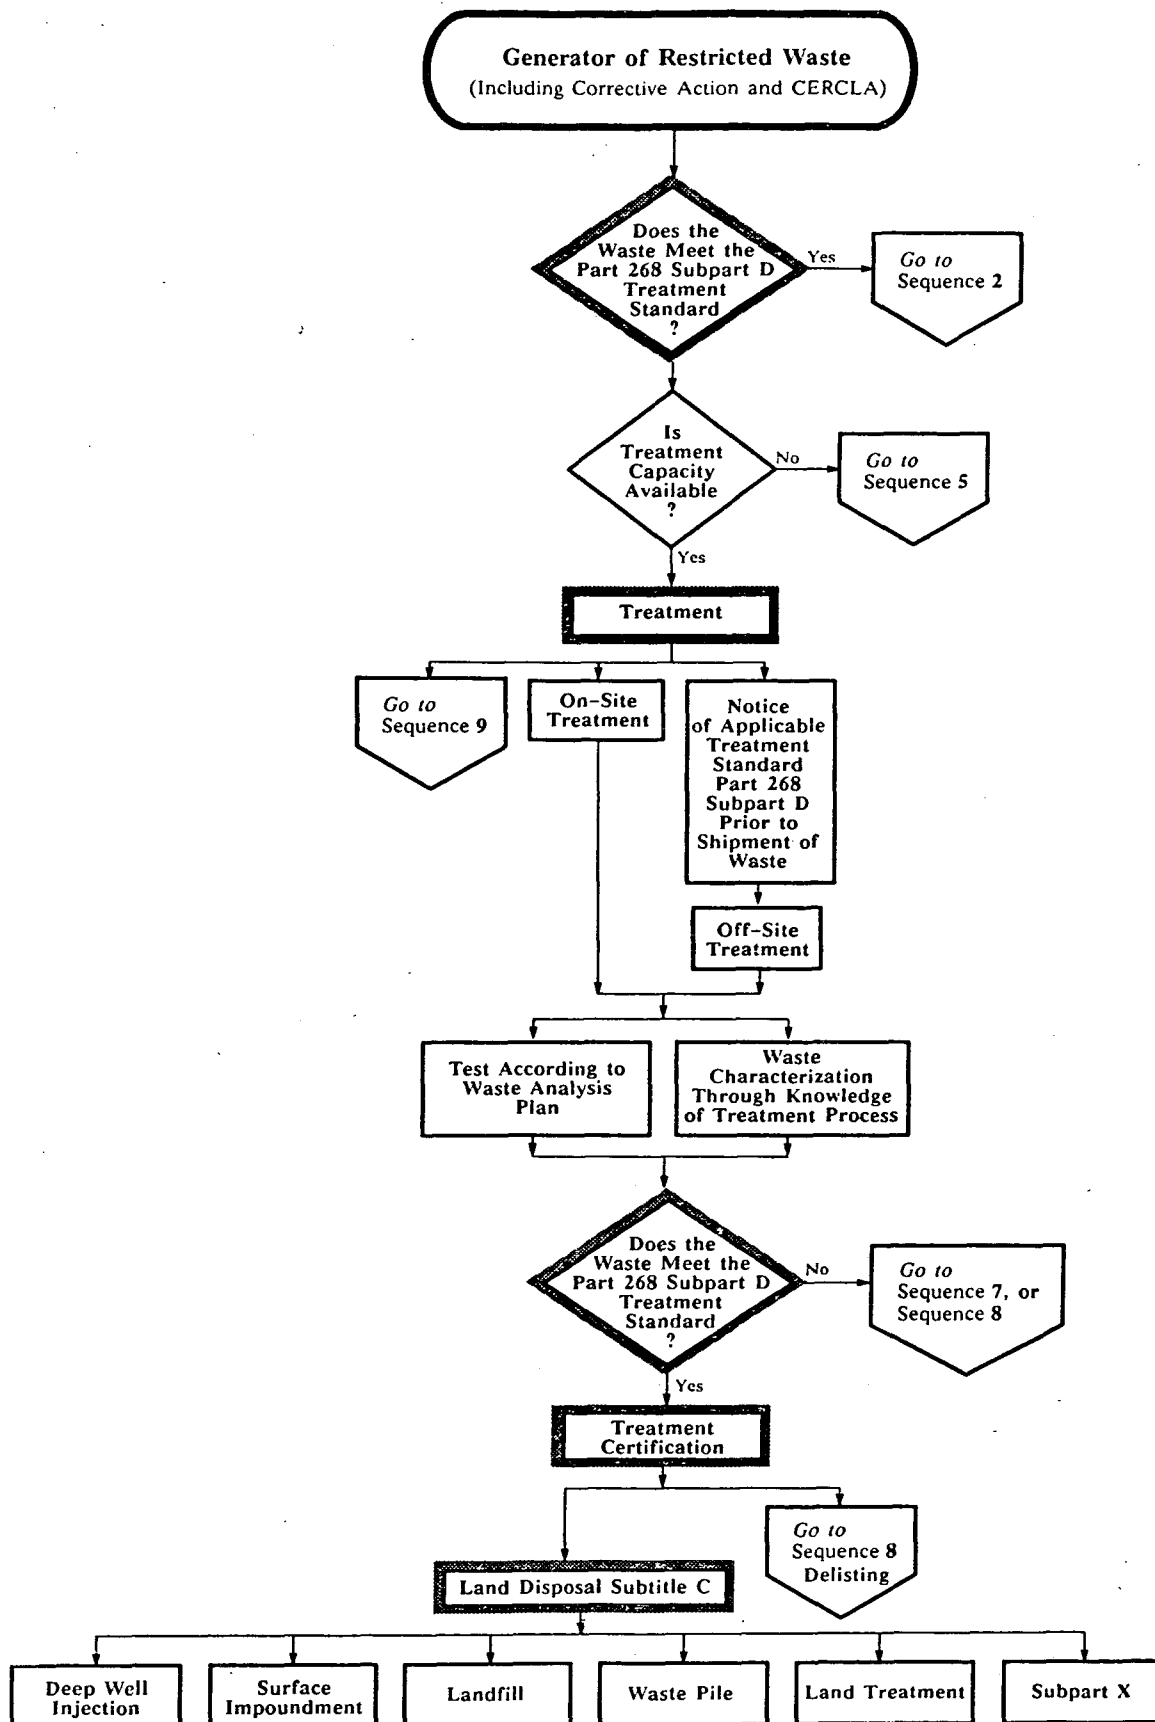 Generator of Restricted Waste
(Including Corrective Action and CERCLA)
Does the
Waste Meet the
Part 268 Subpart D
Treatment
Standard
?
Yes
Go to
Sequence 2
Is
Treatment
Capacity
Available
?
No
Go to
Sequence 5
Yes
Treatment
Go to
Sequence 9
On-Site
Treatment
Notice
of Applicable
Treatment
Standard
Part 268
Subpart D
Prior to
Shipment of
Waste
Off-Site
Treatment
Test According to
Waste Analysis
Plan
Waste
Characterization
Through Knowledge
of Treatment Process
Does the
Waste Meet the
Part 268 Subpart D
Treatment
Standard
?
No
Go to
Sequence 7, or
Sequence 8
Yes
Treatment
Certification
Go to
Sequence 8
Delisting
Land Disposal Subtitle C
Deep Well
Injection
Surface
Impoundment
Landfill
Waste Pile
Land Treatment
Subpart X